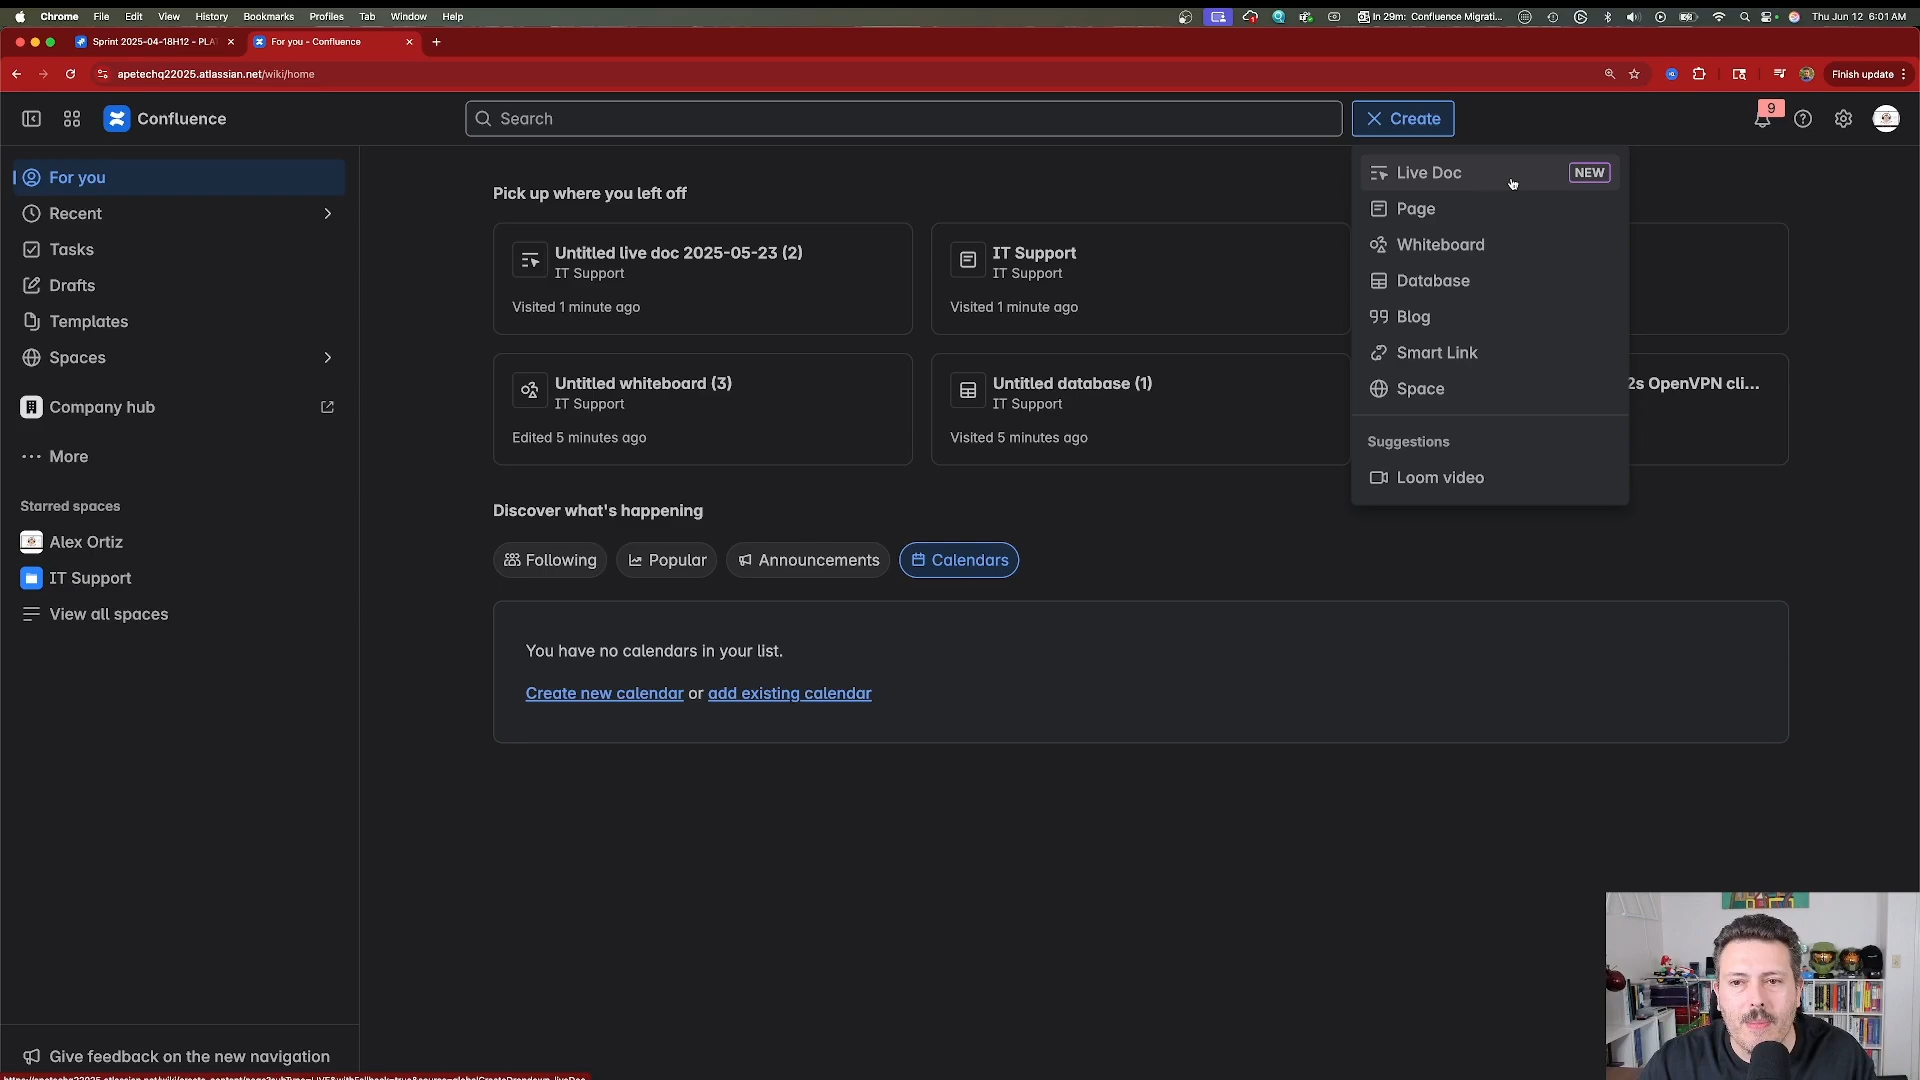 Chrome File Edit View History Bookmarks Profiles Tab Window Help In 29m: Confluence Migrati... Thu Jun 12 6:01 AM
Sprint 2025-04-18H12 - PLA For you - Confluence
apetechq22025.atlassian.net/wiki/home Finish update
Confluence Search Create 9
For you
Recent
Tasks
Drafts
Templates
Spaces
Company hub
More
Starred spaces
Alex Ortiz
IT Support
View all spaces
Give feedback on the new navigation
Pick up where you left off
Untitled live doc 2025-05-23 (2)
IT Support
Visited 1 minute ago
IT Support
IT Support
Visited 1 minute ago
Untitled whiteboard (3)
IT Support
Edited 5 minutes ago
Untitled database (1)
IT Support
Visited 5 minutes ago
2s OpenVPN cli...
Live Doc NEW
Page
Whiteboard
Database
Blog
Smart Link
Space
Suggestions
Loom video
Discover what's happening
Following Popular Announcements Calendars
You have no calendars in your list.
Create new calendar or add existing calendar